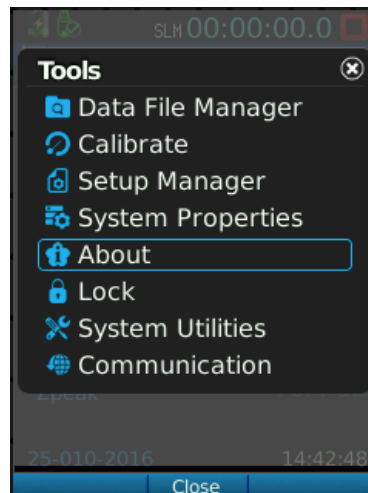 SLM 00:00:00.0
Tools
Data File Manager
Calibrate
Setup Manager
System Properties
About
Lock
System Utilities
Communication
Zpeak
25-010-2016 14:42:48
Close